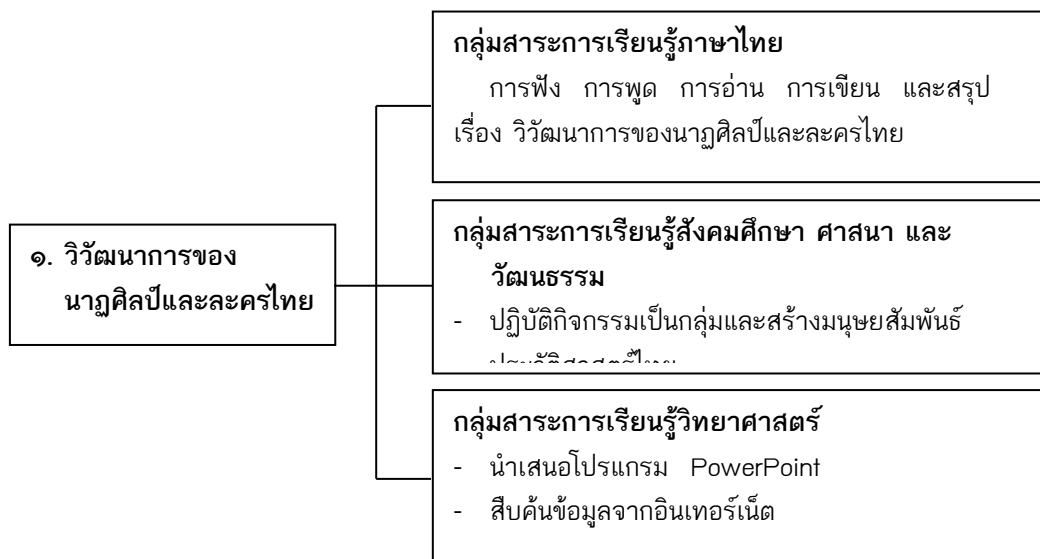 กลุ่มสาระการเรียนรู้ภาษาไทย
การฟัง การพูด การอ่าน การเขียน และสรุป
เรื่อง วิวัฒนาการของนาฏศิลป์และละครไทย
๑. วิวัฒนาการของ
นาฏศิลป์และละครไทย
กลุ่มสาระการเรียนรู้สังคมศึกษา ศาสนา และ
วัฒนธรรม
- ปฏิบัติกิจกรรมเป็นกลุ่มและสร้างมนุษยสัมพันธ์
กลุ่มสาระการเรียนรู้วิทยาศาสตร์
- นำเสนอโปรแกรม PowerPoint
- สืบค้นข้อมูลจากอินเทอร์เน็ต